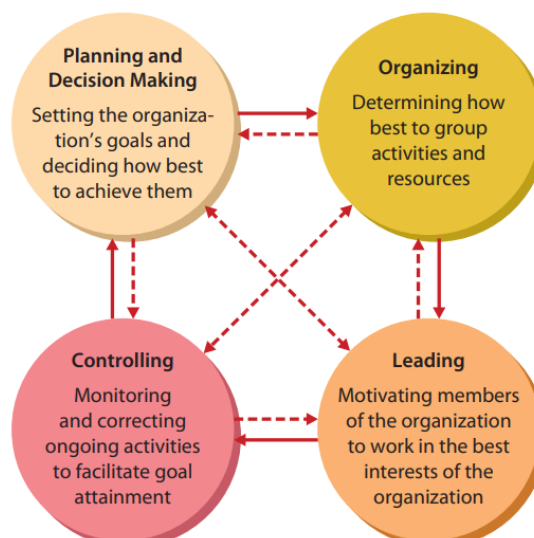 Planning and
Decision Making
Setting the organiza-
tion's goals and
deciding how best
to achieve them
Organizing
Determining how
best to group
activities and
resources
Controlling
Monitoring
and correcting
ongoing activities
to facilitate goal
attainment
Leading
Motivating members
of the organization
to work in the best
interests of the
organization